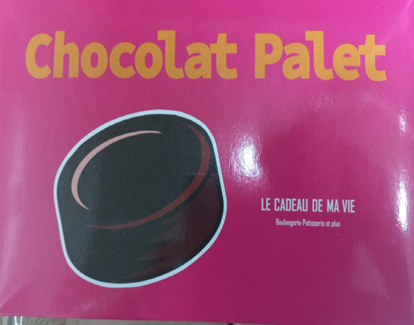 Chocolat Palet
LE CADEAU DE MA VIE
Boulangerie Patisserie et plus